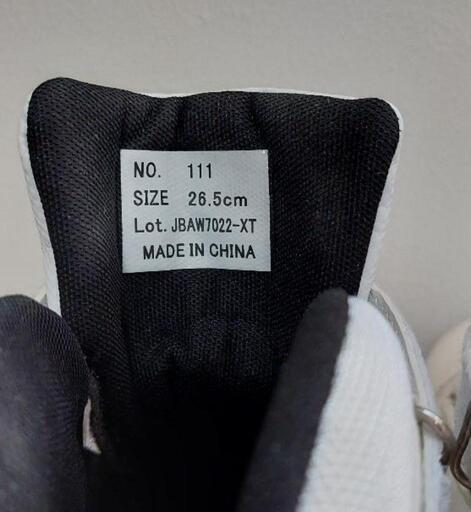 NO. 111
SIZE 26.5cm
Lot. JBAW7022-XT
MADE IN CHINA